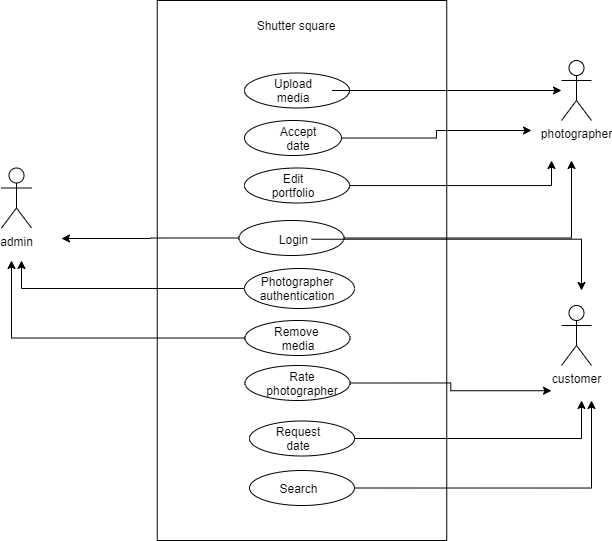 Shutter square
Upload
media
photographer
Accept
date
Edit
portfolio
admin
Login
Photographer
authentication
Remove
media
Rate
photographer
customer
Request
date
Search